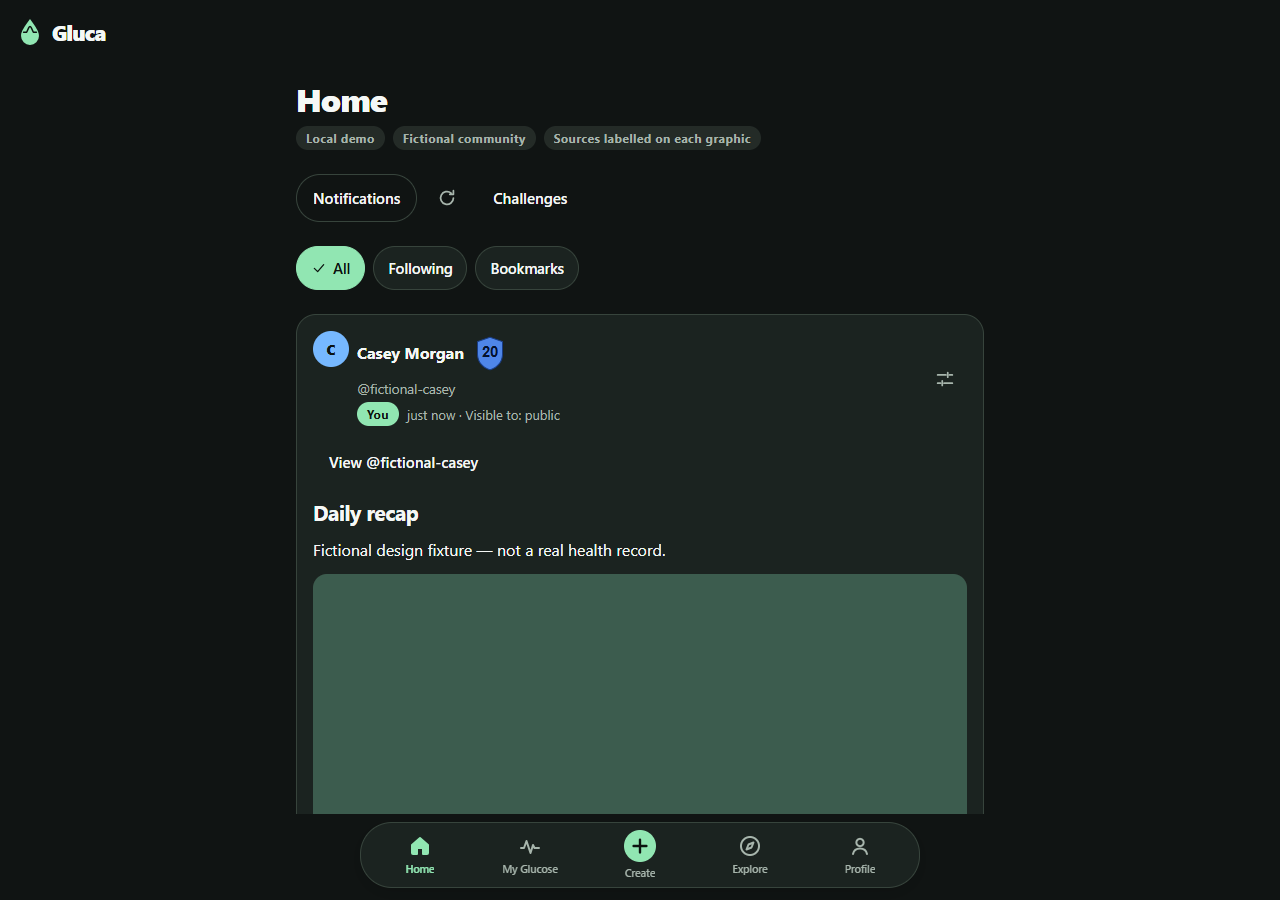 Gluca
Home
Local demo
Fictional community
Sources labelled on each graphic
Notifications
Challenges
All
Following
Bookmarks
C
Casey Morgan
20
@fictional-casey
You just now · Visible to: public
View @fictional-casey
Daily recap
Fictional design fixture — not a real health record.
Home
My Glucose
Create
Explore
Profile